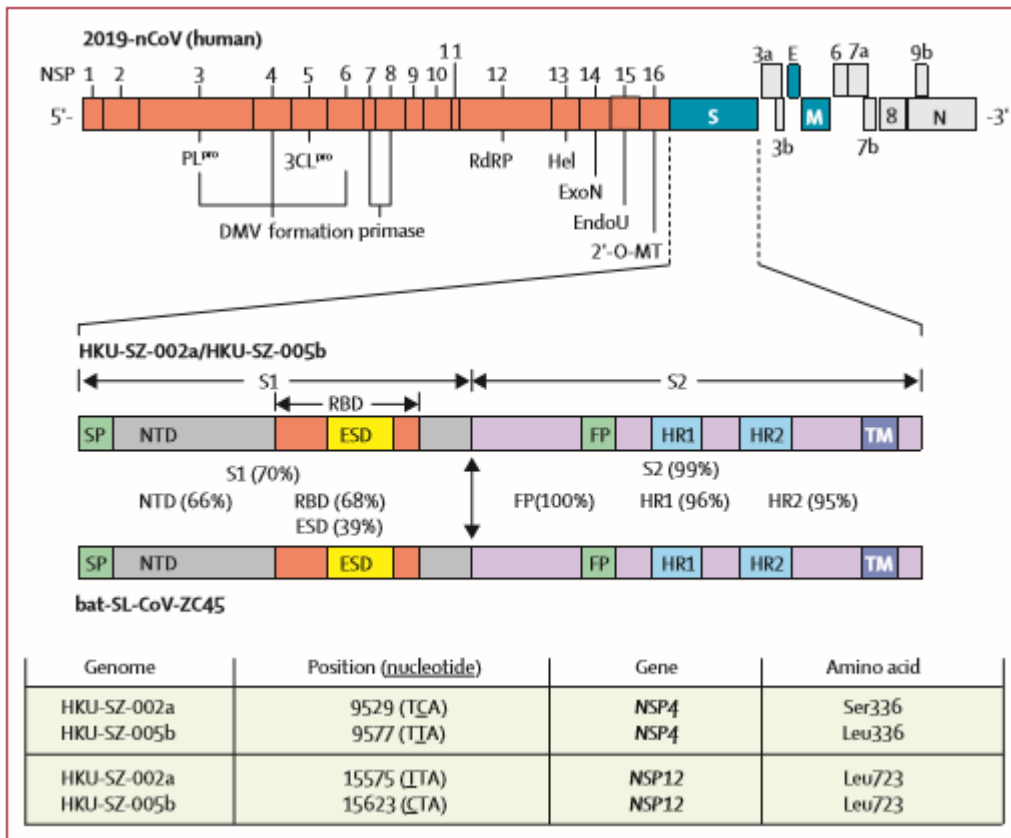 2019-nCoV (human)
NSP 1 2 3 4 5 6 7 8 9 10 11 12 13 14 15 16
3a E 6 7a 9b
5'- S M 8 N -3'
3b 7b
PLpro 3CLpro RdRP Hel
ExoN
DMV formation primase EndoU
2'-O-MT
HKU-SZ-002a/HKU-SZ-005b
S1 S2
RBD
SP NTD ESD FP HR1 HR2 TM
S1 (70%) S2 (99%)
NTD (66%) RBD (68%) FP(100%) HR1 (96%) HR2 (95%)
ESD (39%)
SP NTD ESD FP HR1 HR2 TM
bat-SL-CoV-ZC45
Genome Position (nucleotide) Gene Amino acid
HKU-SZ-002a 9529 (TCA) NSP4 Ser336
HKU-SZ-005b 9577 (TTA) NSP4 Leu336
HKU-SZ-002a 15575 (TTA) NSP12 Leu723
HKU-SZ-005b 15623 (CTA) NSP12 Leu723